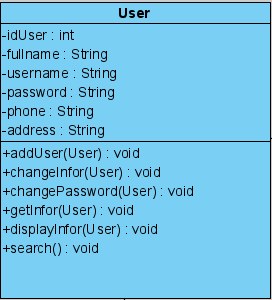 User
-idUser : int
-fullname : String
-username : String
-password : String
-phone : String
-address : String
+addUser(User) : void
+changeInfor(User) : void
+changePassword(User) : void
+getInfor(User) : void
+displayInfor(User) : void
+search() : void